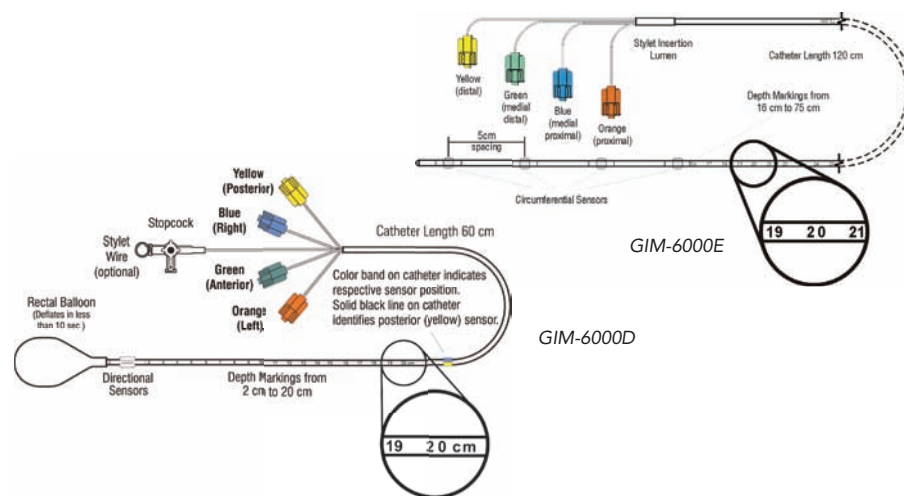 Stylet Insertion
Lumen
Catheter Length 120 cm
Yellow
(distal)
Green
(medial
distal)
Blue
(medial
proximal)
Orange
(proximal)
Depth Markings from
16 cm to 75 cm
5cm
spacing
Circumferential Sensors
19 20 21
GIM-6000E
Yellow
(Posterior)
Blue
(Right)
Stopcock
Stylet
Wire
(optional)
Green
(Anterior)
Orange
(Left)
Catheter Length 60 cm
Color band on catheter indicates
respective sensor position.
Solid black line on catheter
identifies posterior (yellow) sensor.
GIM-6000D
Rectal Balloon
(Deflates in less
than 10 sec.)
Directional
Sensors
Depth Markings from
2 cm to 20 cm
19 20 cm